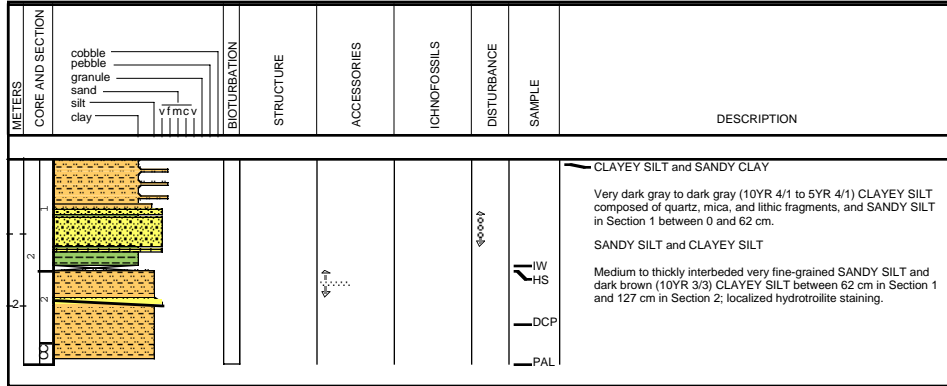 METERS
CORE AND SECTION
cobble
pebble
granule
sand
silt
clay
v f m c v
BIOTURBATION
STRUCTURE
ACCESSORIES
ICHNOFOSSILS
DISTURBANCE
SAMPLE
DESCRIPTION
1
2
2
2
CC
IW
HS
DCP
PAL
CLAYEY SILT and SANDY CLAY
Very dark gray to dark gray (10YR 4/1 to 5YR 4/1) CLAYEY SILT
composed of quartz, mica, and lithic fragments, and SANDY SILT
in Section 1 between 0 and 62 cm.
SANDY SILT and CLAYEY SILT
Medium to thickly interbeded very fine-grained SANDY SILT and
dark brown (10YR 3/3) CLAYEY SILT between 62 cm in Section 1
and 127 cm in Section 2; localized hydrotroilite staining.